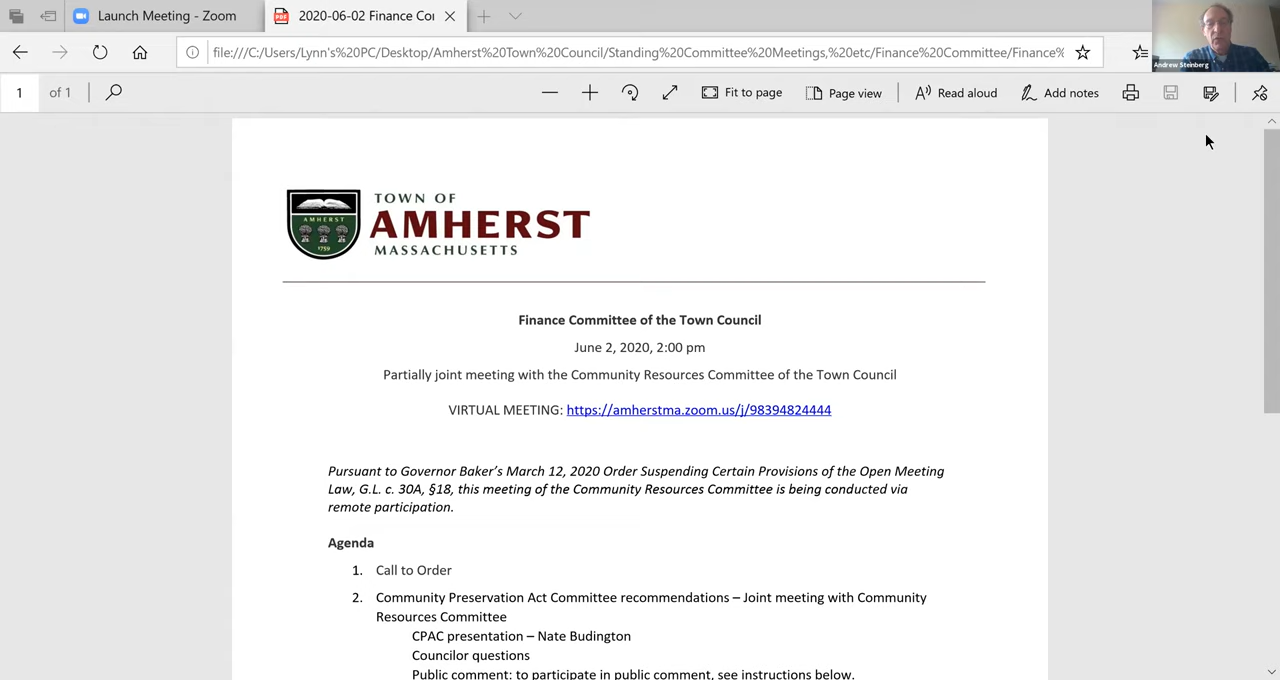 Launch Meeting - Zoom
2020-06-02 Finance Co
file:///C:/Users/Lynn's%20PC/Desktop/Amherst%20Town%20Council/Standing%20Committee%20Meetings,%20etc/Finance%20Committee/Finance%
Andrew Steinberg
1 of 1
Fit to page
Page view
Read aloud
Add notes
TOWN OF
AMHERST
MASSACHUSETTS
AMHERST
1759
Finance Committee of the Town Council
June 2, 2020, 2:00 pm
Partially joint meeting with the Community Resources Committee of the Town Council
VIRTUAL MEETING: https://amherstma.zoom.us/j/98394824444
Pursuant to Governor Baker’s March 12, 2020 Order Suspending Certain Provisions of the Open Meeting
Law, G.L. c. 30A, §18, this meeting of the Community Resources Committee is being conducted via
remote participation.
Agenda
1. Call to Order
2. Community Preservation Act Committee recommendations – Joint meeting with Community
Resources Committee
CPAC presentation – Nate Budington
Councilor questions
Public comment: to participate in public comment, see instructions below.